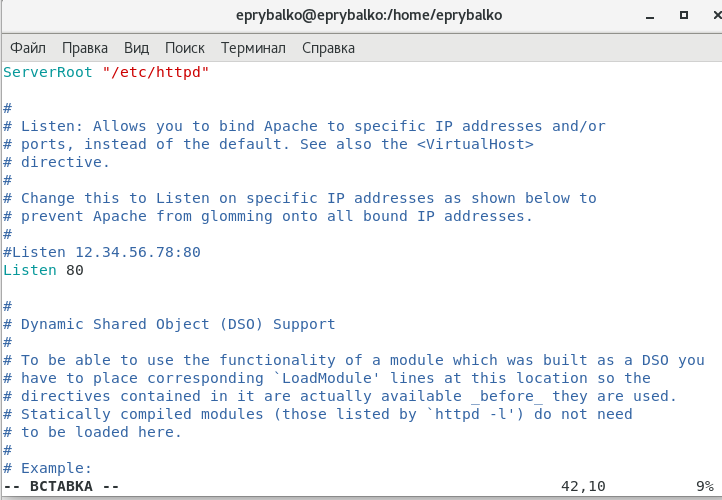 eprybalko@eprybalko:/home/eprybalko
Файл Правка Вид Поиск Терминал Справка
ServerRoot "/etc/httpd"
#
# Listen: Allows you to bind Apache to specific IP addresses and/or
# ports, instead of the default. See also the <VirtualHost>
# directive.
#
# Change this to Listen on specific IP addresses as shown below to
# prevent Apache from glomming onto all bound IP addresses.
#
#Listen 12.34.56.78:80
Listen 80
#
# Dynamic Shared Object (DSO) Support
#
# To be able to use the functionality of a module which was built as a DSO you
# have to place corresponding `LoadModule' lines at this location so the
# directives contained in it are actually available _before_ they are used.
# Statically compiled modules (those listed by `httpd -l') do not need
# to be loaded here.
#
# Example:
-- ВСТАВКА -- 42,10 9%